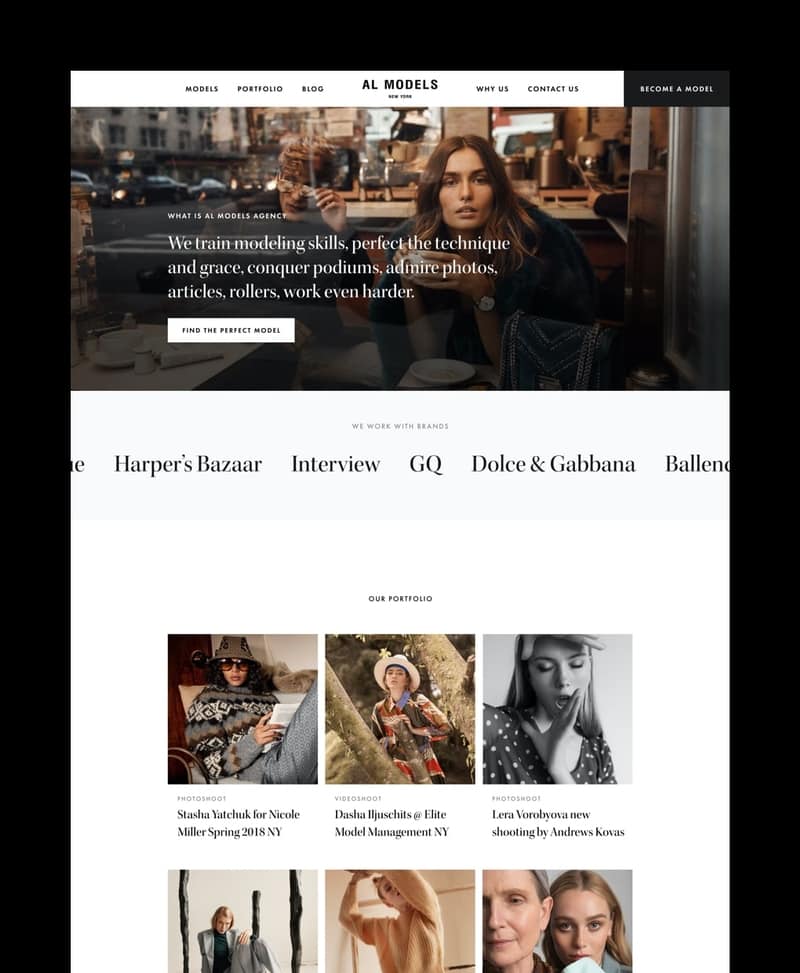 MODELS PORTFOLIO BLOG AL MODELS WHY US CONTACT US BECOME A MODEL
NEW YORK
WHAT IS AL MODELS AGENCY
We train modeling skills, perfect the technique
and grace, conquer podiums, admire photos,
articles, rollers, work even harder.
FIND THE PERFECT MODEL
WE WORK WITH BRANDS
ue Harper's Bazaar Interview GQ Dolce & Gabbana Ballenc
OUR PORTFOLIO
PHOTOSHOOT VIDEOSHOOT PHOTOSHOOT
Stasha Yatchuk for Nicole Dasha Iljuschits @ Elite Lera Vorobyova new
Miller Spring 2018 NY Model Management NY shooting by Andrews Kovas